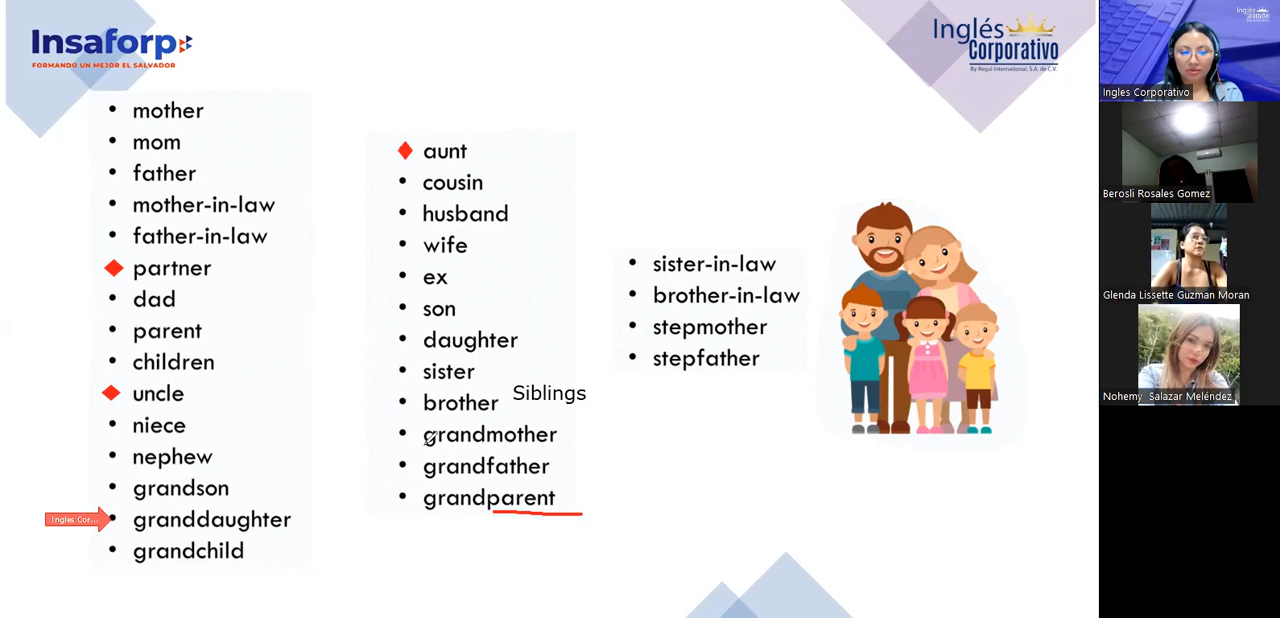 Insaforp
FORMANDO UN MEJOR EL SALVADOR
Inglés
Corporativo
By Regal International, S.A. de C.V.
• mother
• mom
• father
• mother-in-law
• father-in-law
partner
• dad
• parent
• children
uncle
• niece
• nephew
• grandson
Ingles Cor...
• granddaughter
• grandchild
aunt
• cousin
• husband
• wife
• ex
• son
• daughter
• sister
• brother
Siblings
• grandmother
• grandfather
• grandparent
• sister-in-law
• brother-in-law
• stepmother
• stepfather
Inglés
Corporativo
Ingles Corporativo
Berosli Rosales Gomez
Glenda Lissette Guzman Moran
Nohemy Salazar Meléndez